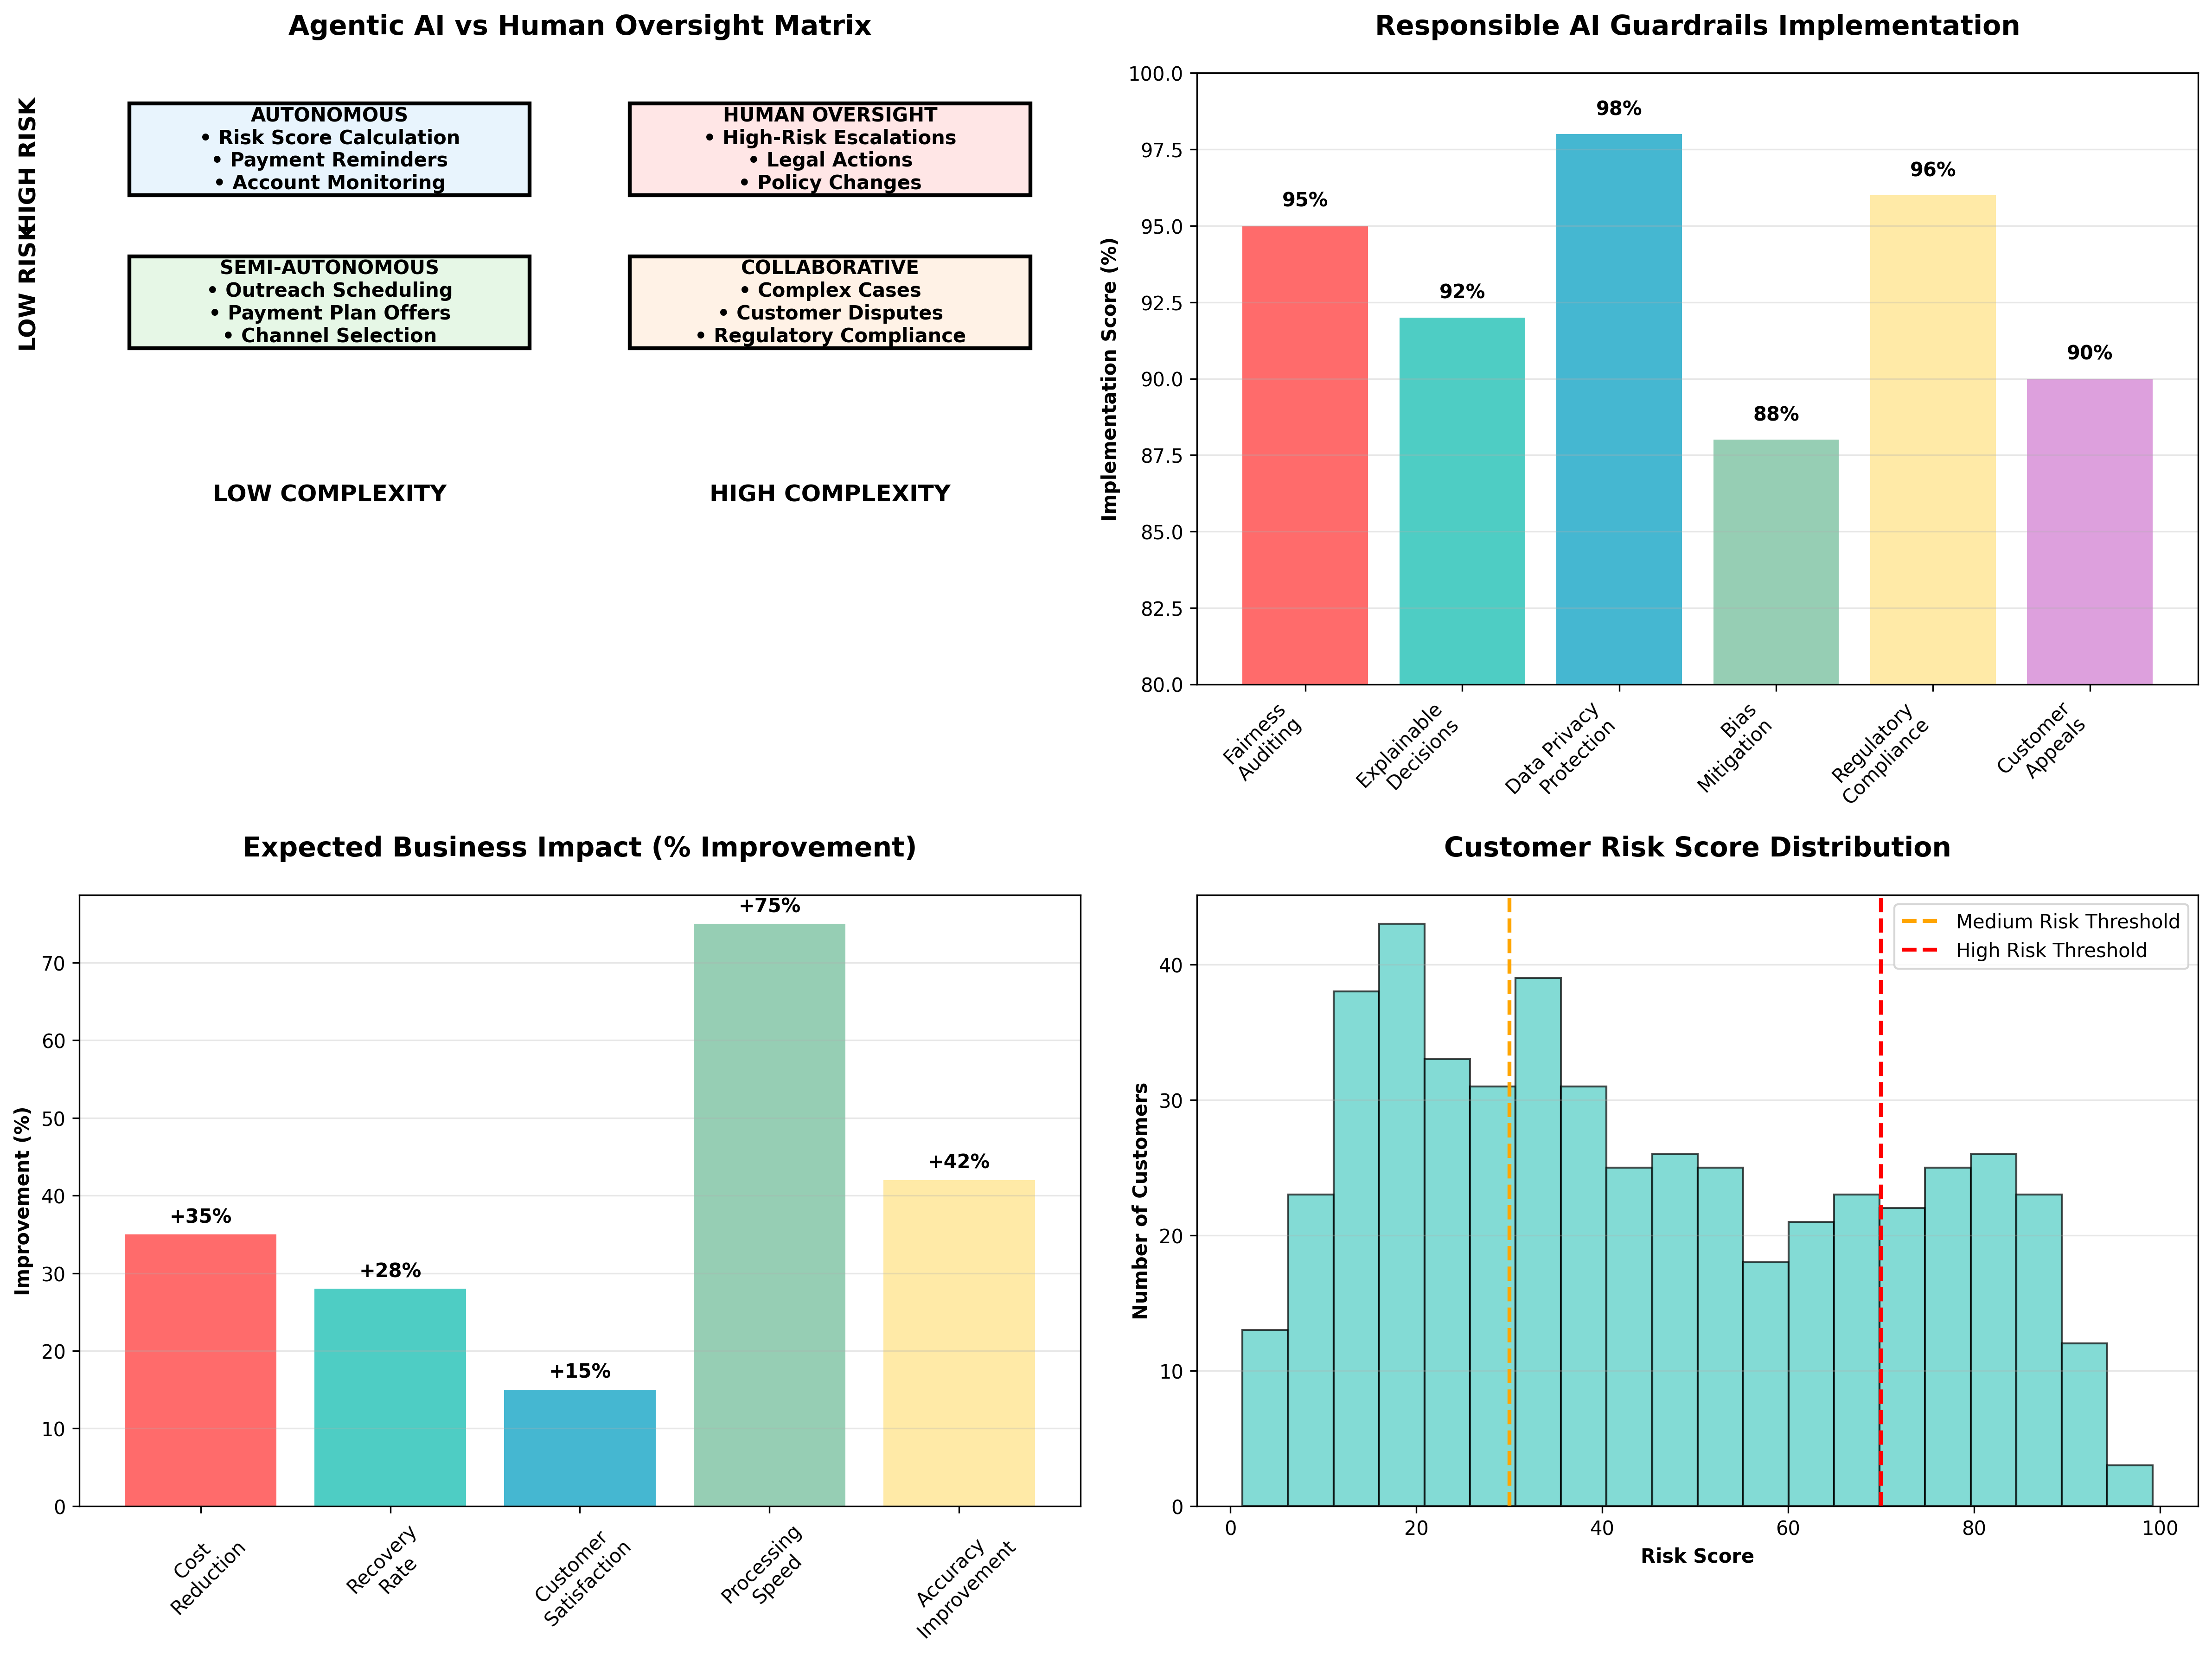 Agentic AI vs Human Oversight Matrix
HIGH RISK
LOW RISK
AUTONOMOUS
• Risk Score Calculation
• Payment Reminders
• Account Monitoring
HUMAN OVERSIGHT
• High-Risk Escalations
• Legal Actions
• Policy Changes
SEMI-AUTONOMOUS
• Outreach Scheduling
• Payment Plan Offers
• Channel Selection
COLLABORATIVE
• Complex Cases
• Customer Disputes
• Regulatory Compliance
LOW COMPLEXITY
HIGH COMPLEXITY
Responsible AI Guardrails Implementation
Implementation Score (%)
100.0
97.5
95.0
92.5
90.0
87.5
85.0
82.5
80.0
95%
92%
98%
88%
96%
90%
Fairness
Auditing
Explainable
Decisions
Data Privacy
Protection
Bias
Mitigation
Regulatory
Compliance
Customer
Appeals
Expected Business Impact (% Improvement)
Improvement (%)
70
60
50
40
30
20
10
0
+35%
+28%
+15%
+75%
+42%
Cost
Reduction
Recovery
Rate
Customer
Satisfaction
Processing
Speed
Accuracy
Improvement
Customer Risk Score Distribution
Number of Customers
40
30
20
10
0
Medium Risk Threshold
High Risk Threshold
0
20
40
60
80
100
Risk Score